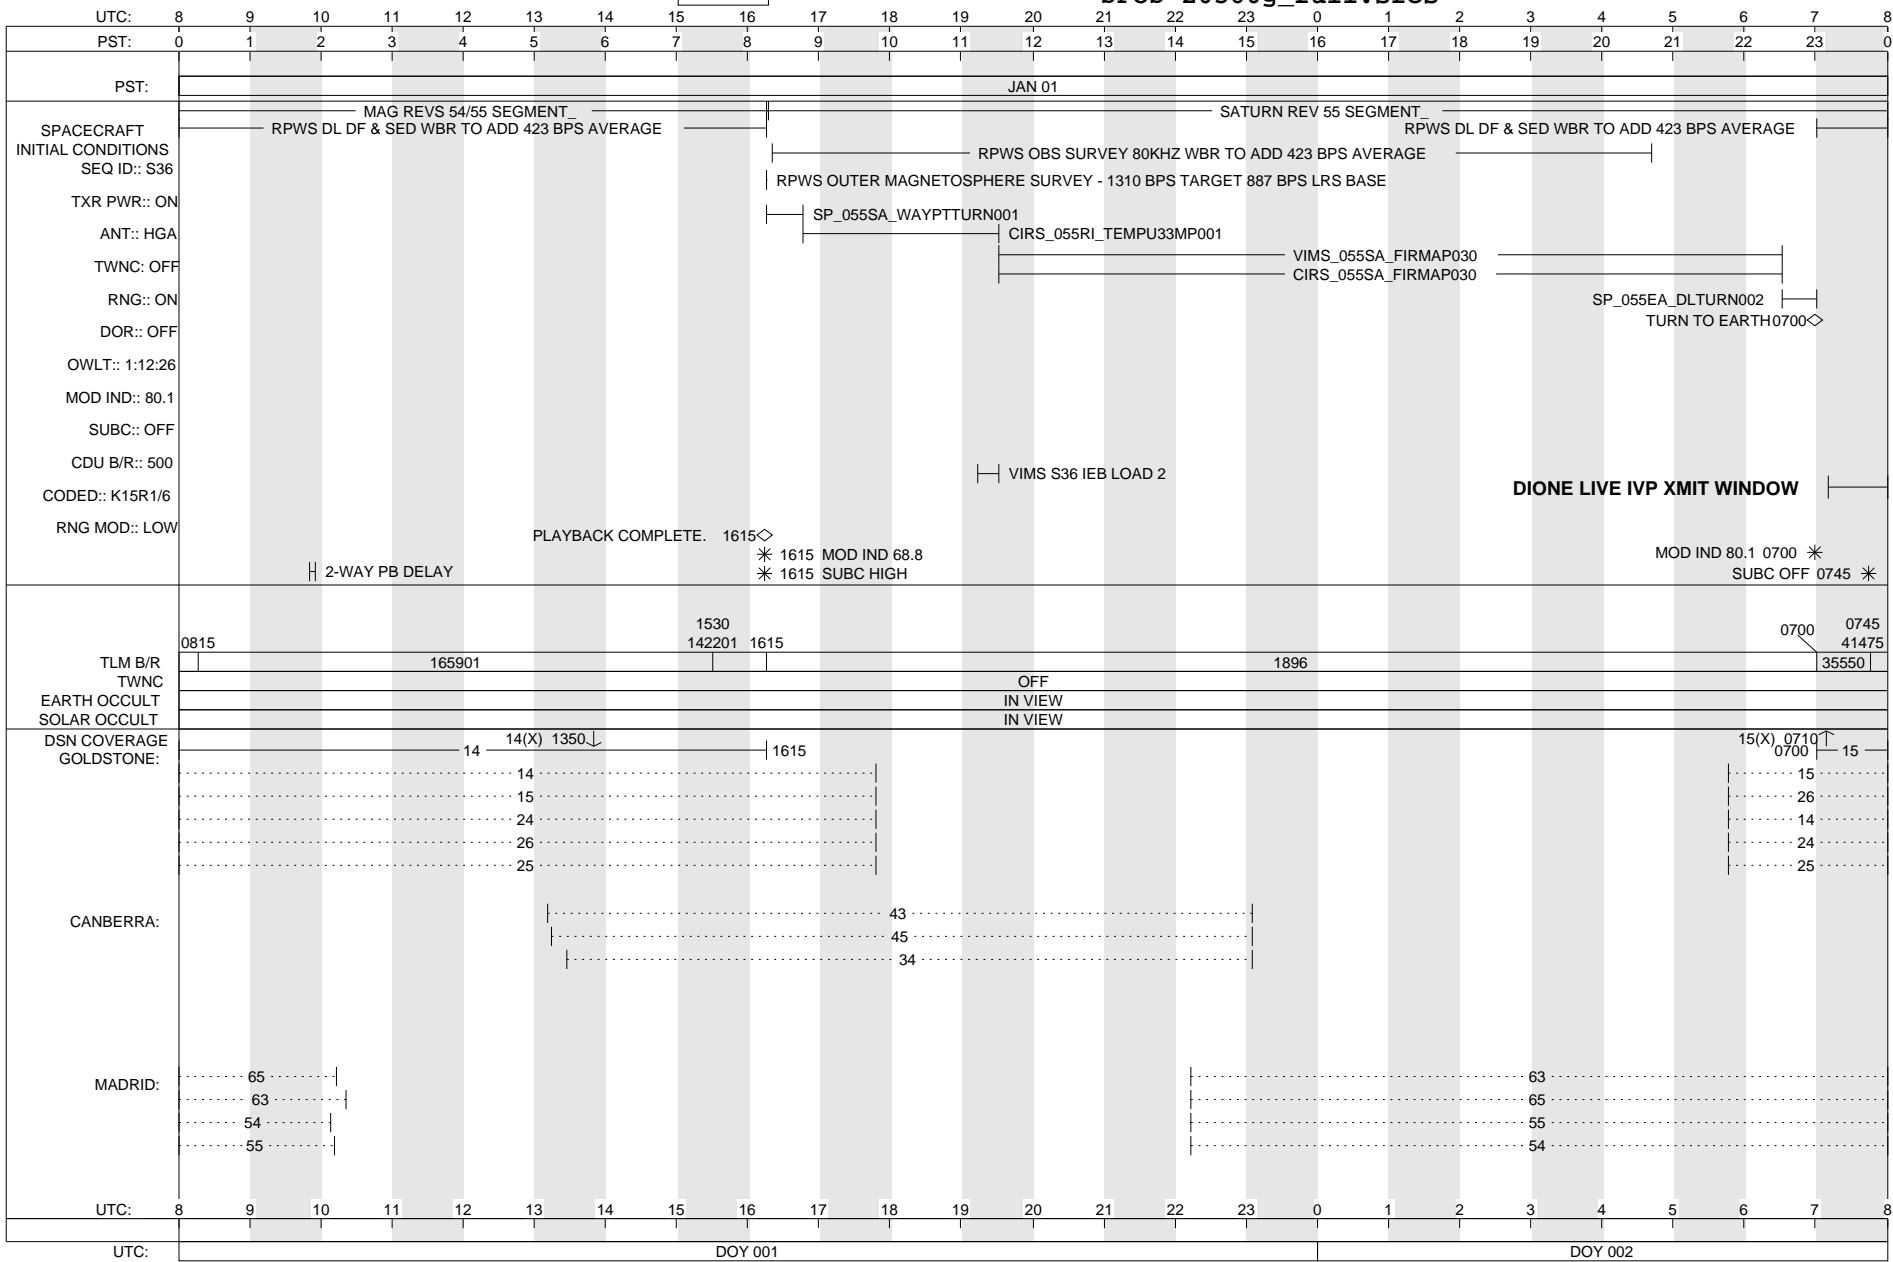 UTC: 8 9 10 11 12 13 14 15 16 17 18 19 20 21 22 23 0 1 2 3 4 5 6 7 8
PST: 0 1 2 3 4 5 6 7 8 9 10 11 12 13 14 15 16 17 18 19 20 21 22 23 0
PST: JAN 01
MAG REVS 54/55 SEGMENT_ SATURN REV 55 SEGMENT_
SPACECRAFT RPWS DL DF & SED WBR TO ADD 423 BPS AVERAGE RPWS DL DF & SED WBR TO ADD 423 BPS AVERAGE
INITIAL CONDITIONS RPWS OBS SURVEY 80KHZ WBR TO ADD 423 BPS AVERAGE
SEQ ID:: S36 RPWS OUTER MAGNETOSPHERE SURVEY - 1310 BPS TARGET 887 BPS LRS BASE
TXR PWR:: ON SP_055SA_WAYPTTURN001
ANT:: HGA CIRS_055RI_TEMPU33MP001
VIMS_055SA_FIRMAP030
TWNC: OFF CIRS_055SA_FIRMAP030
RNG:: ON SP_055EA_DLTURN002
TURN TO EARTH 0700
DOR:: OFF
OWLT:: 1:12:26
MOD IND:: 80.1
SUBC:: OFF
CDU B/R:: 500 VIMS S36 IEB LOAD 2
CODED:: K15R1/6 DIONE LIVE IVP XMIT WINDOW
RNG MOD:: LOW PLAYBACK COMPLETE. 1615
1615 MOD IND 68.8 MOD IND 80.1 0700
2-WAY PB DELAY 1615 SUBC HIGH SUBC OFF 0745
1530 0745
0815 142201 1615 0700 41475
TLM B/R 165901 1896 35550
TWNC OFF
EARTH OCCULT IN VIEW
SOLAR OCCULT IN VIEW
DSN COVERAGE 14(X) 1350 15(X) 0710
GOLDSTONE: 14 1615 0700 15
14 15
15 26
24 14
26 24
25 25
CANBERRA: 43
45
34
MADRID: 65 63
63 65
54 55
55 54
UTC: 8 9 10 11 12 13 14 15 16 17 18 19 20 21 22 23 0 1 2 3 4 5 6 7 8
UTC: DOY 001 DOY 002